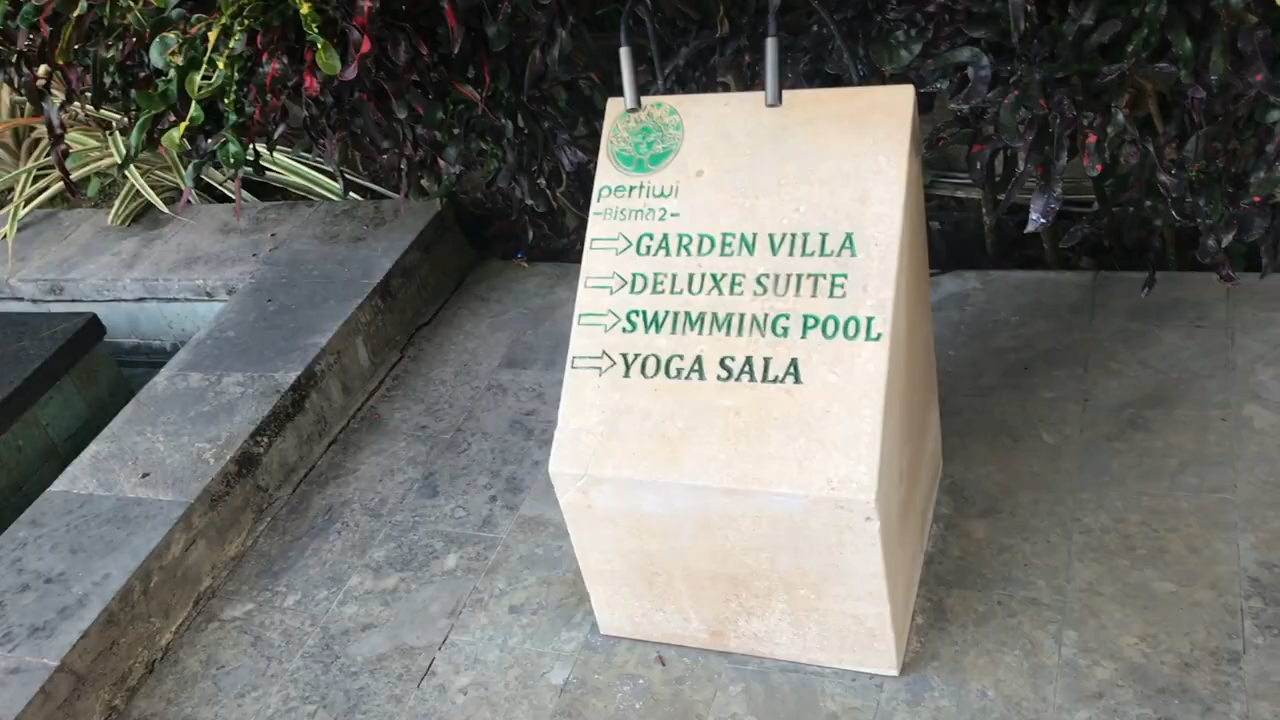 pertiwi
-Bisma2-
⇨GARDEN VILLA
⇨DELUXE SUITE
⇨SWIMMING POOL
⇨YOGA SALA